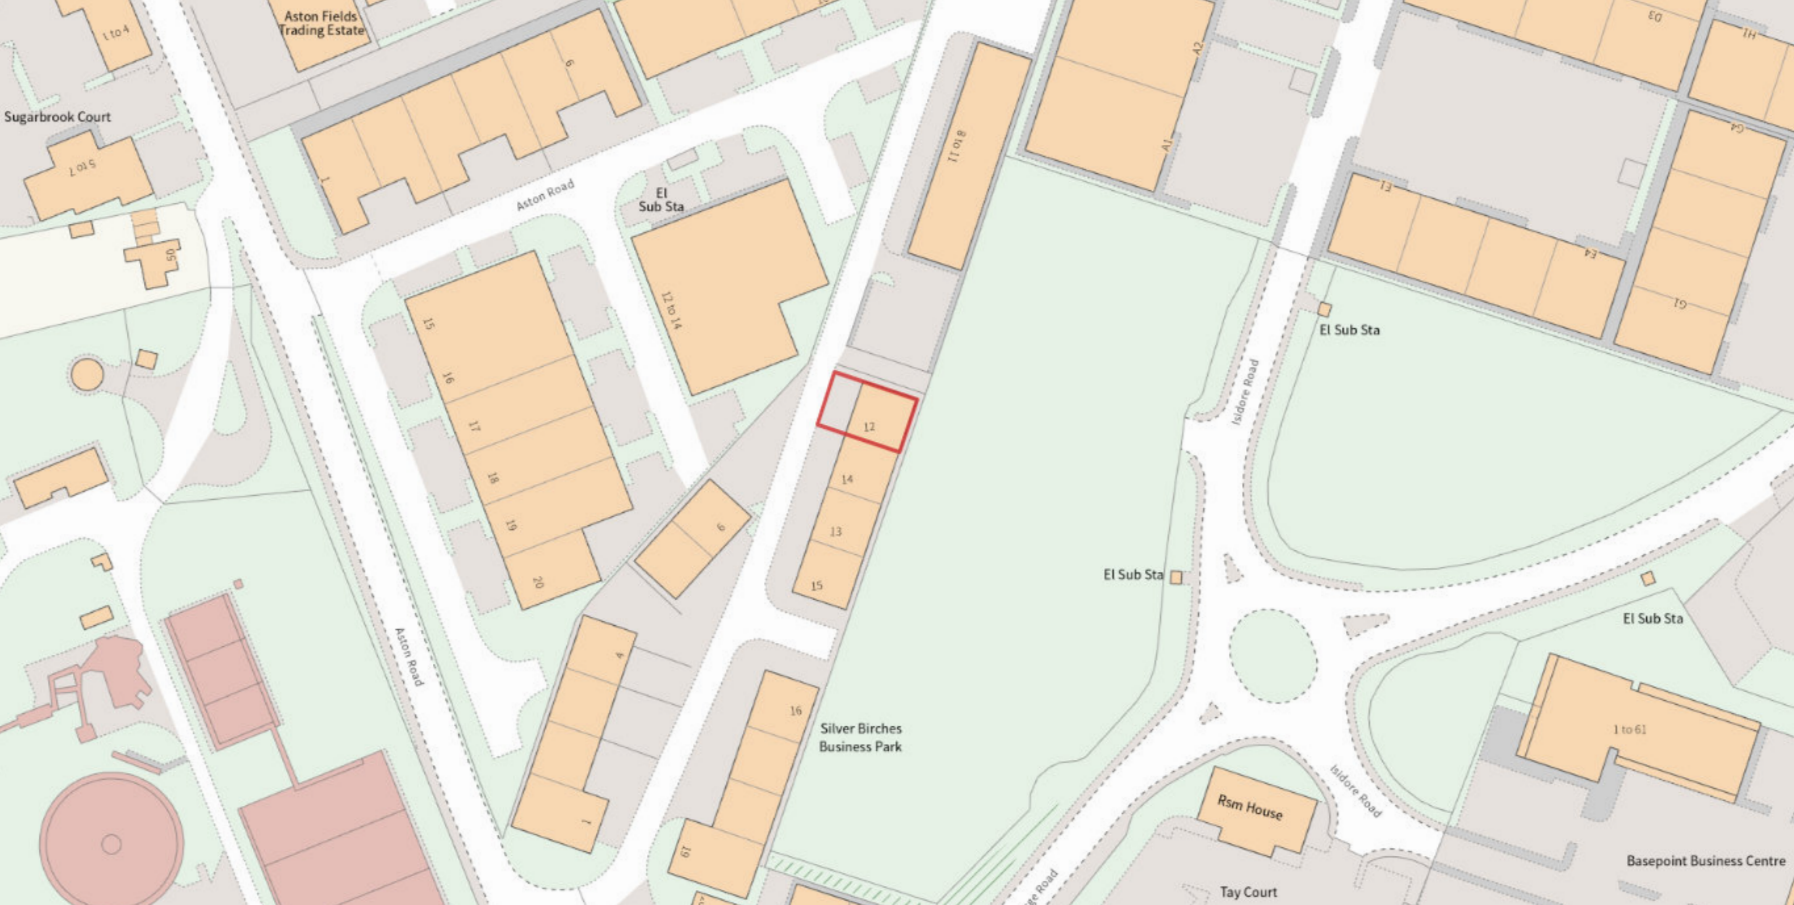 1 to 4
Aston Fields
Trading Estate
D3
H1
Sugarbrook Court
5 to 7
6
1
A2
A1
8 to 11
G4
E1
E4
G1
Aston Road
El
Sub Sta
50
12 to 14
15
16
17
18
19
20
El Sub Sta
Isidore Road
12
14
13
15
6
El Sub Sta
El Sub Sta
Aston Road
4
1
16
19
Silver Birches
Business Park
1 to 61
Isidore Road
Rsm House
Basepoint Business Centre
Tay Court
ge Road